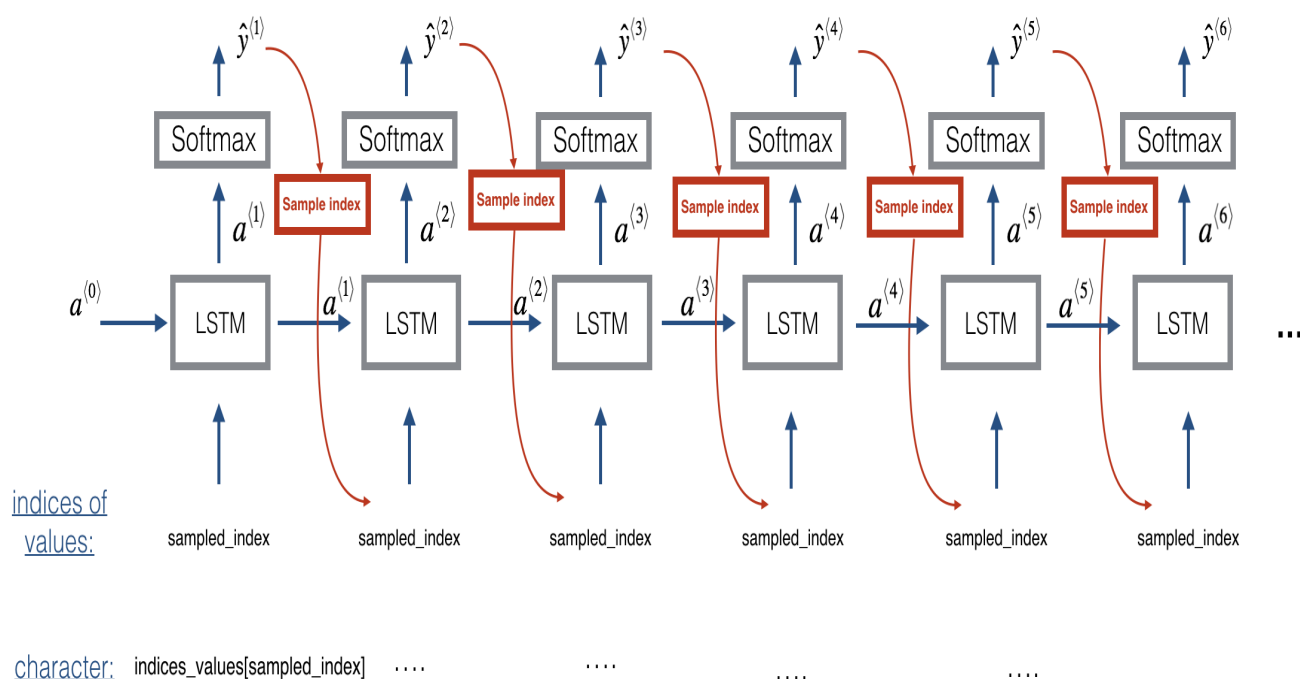 ŷ⟨1⟩ ŷ⟨2⟩ ŷ⟨3⟩ ŷ⟨4⟩ ŷ⟨5⟩ ŷ⟨6⟩
Softmax Softmax Softmax Softmax Softmax Softmax
Sample index Sample index Sample index Sample index Sample index
a⟨1⟩ a⟨2⟩ a⟨3⟩ a⟨4⟩ a⟨5⟩ a⟨6⟩
a⟨0⟩ a⟨1⟩ a⟨2⟩ a⟨3⟩ a⟨4⟩ a⟨5⟩
LSTM LSTM LSTM LSTM LSTM LSTM ...
indices of
values: sampled_index sampled_index sampled_index sampled_index sampled_index sampled_index
character: indices_values[sampled_index] .... .... .... ....